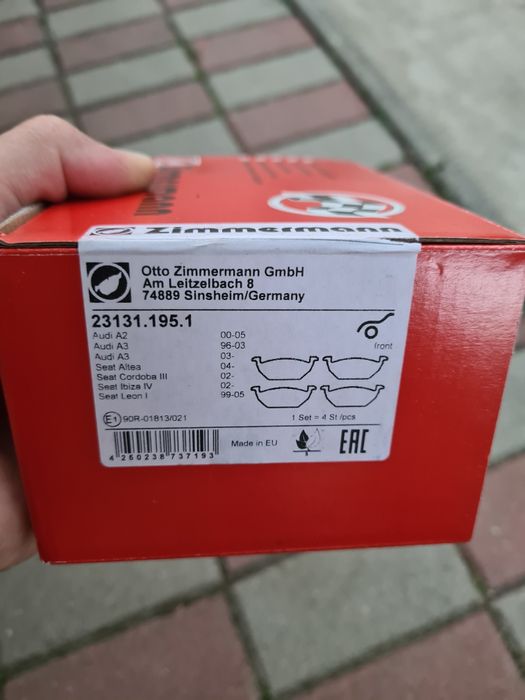 Zimmermann
Zimmermann
Otto Zimmermann GmbH
Am Leitzelbach 8
74889 Sinsheim/Germany
23131.195.1
Audi A2 00-05
Audi A3 96-03
Audi A3 03-
Seat Altea 04-
Seat Cordoba III 02-
Seat Ibiza IV 02-
Seat Leon I 99-05
front
1 Set = 4 St./pcs
E1 90R-01813/021
4 250238 737193
Made in EU
EAC